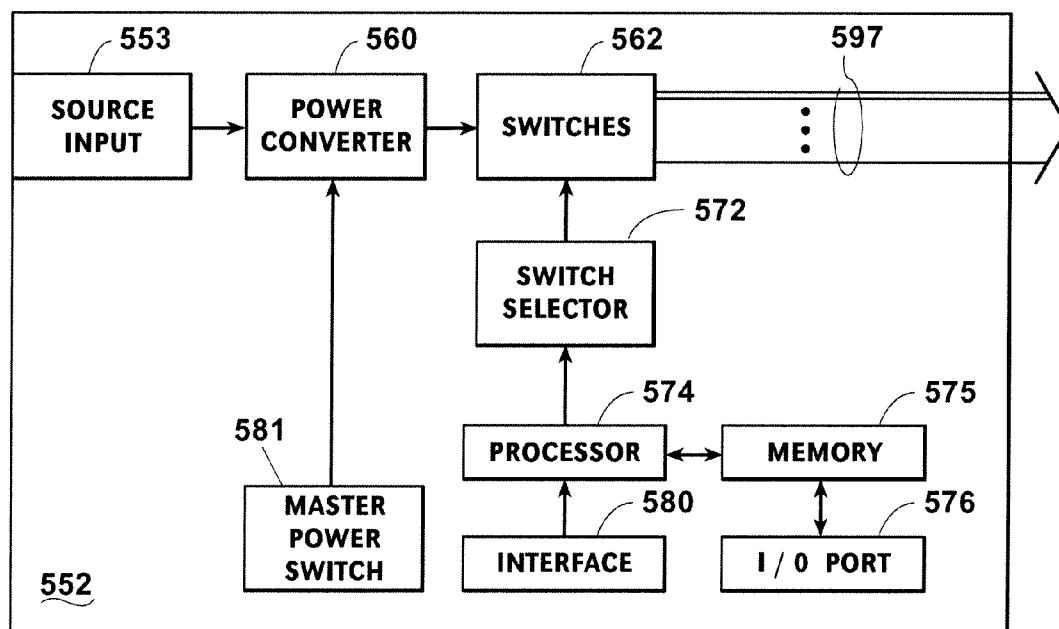 553
560
562
597
SOURCE
INPUT
POWER
CONVERTER
SWITCHES
572
SWITCH
SELECTOR
574
575
581
PROCESSOR
MEMORY
MASTER
POWER
SWITCH
580
576
INTERFACE
I / O PORT
552